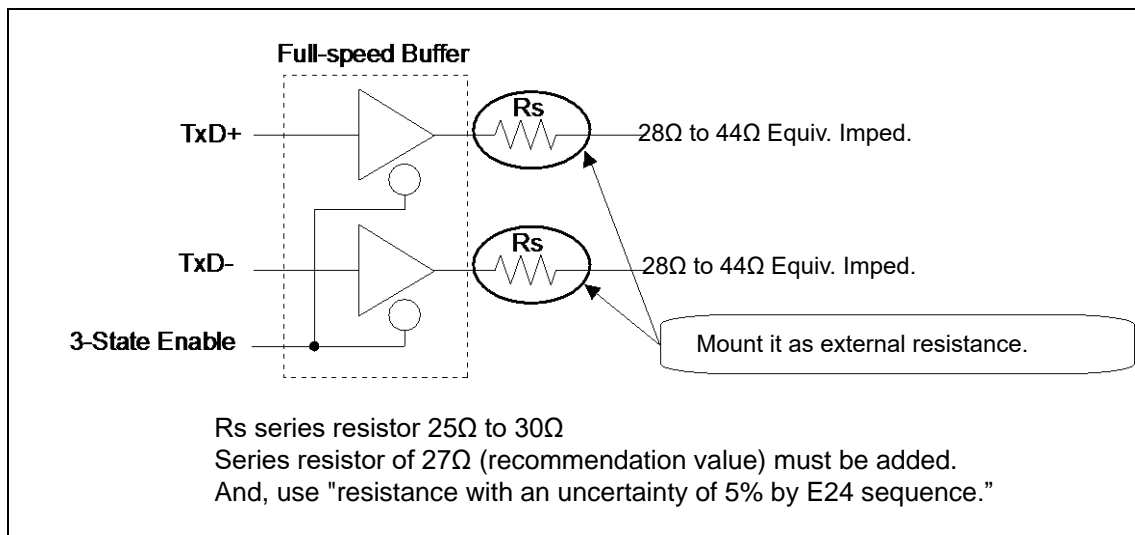 Full-speed Buffer
Rs
TxD+
28Ω to 44Ω Equiv. Imped.
Rs
TxD-
28Ω to 44Ω Equiv. Imped.
3-State Enable
Mount it as external resistance.
Rs series resistor 25Ω to 30Ω
Series resistor of 27Ω (recommendation value) must be added.
And, use "resistance with an uncertainty of 5% by E24 sequence.”